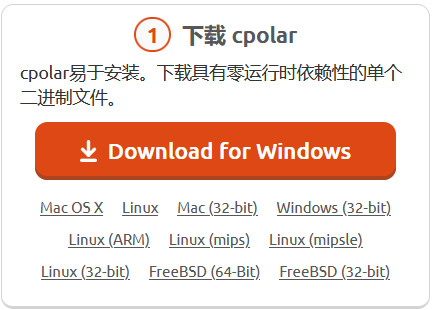 1 下载 cpolar
cpolar易于安装。下载具有零运行时依赖性的单个
二进制文件。
Download for Windows
Mac OS X Linux Mac (32-bit) Windows (32-bit)
Linux (ARM) Linux (mips) Linux (mipsle)
Linux (32-bit) FreeBSD (64-Bit) FreeBSD (32-bit)